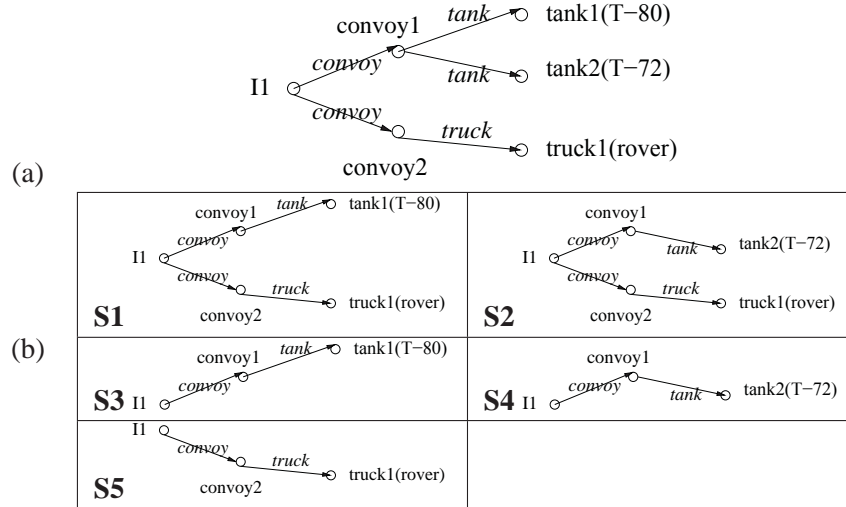 tank
tank1(T−80)
convoy1
convoy
tank
tank2(T−72)
I1
convoy
truck
truck1(rover)
convoy2
(a)
(b)
convoy1
tank
tank1(T−80)
convoy
I1
convoy
truck
truck1(rover)
convoy2
S1
convoy1
convoy
tank
tank2(T−72)
I1
convoy
truck
truck1(rover)
convoy2
S2
convoy1
tank
tank1(T−80)
convoy
I1
S3
convoy1
convoy
tank
tank2(T−72)
I1
S4
I1
convoy
truck
truck1(rover)
convoy2
S5